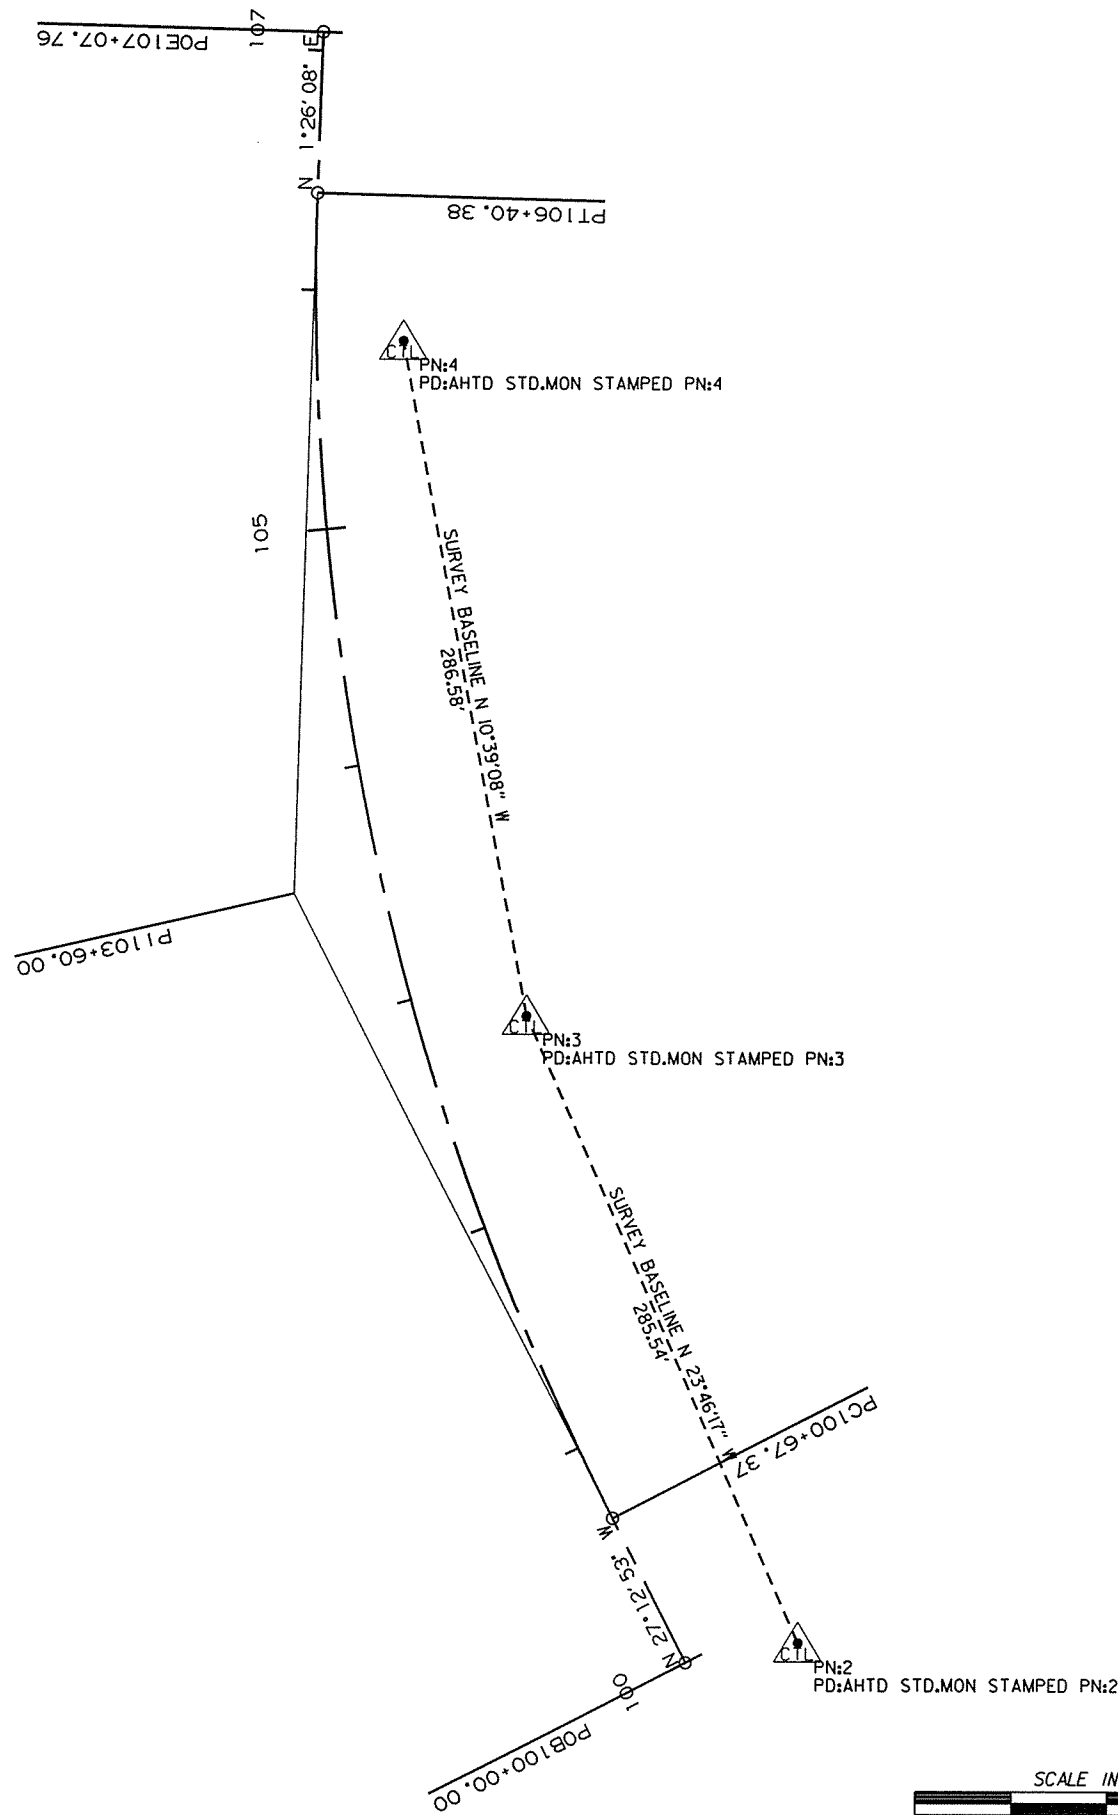 107
POE107+07.76
N 1°26'08" E
PT106+40.38
CTL
PN:4
PD:AHTD STD.MON STAMPED PN:4
105
SURVEY BASELINE N 10°39'08" W
286.58'
PI103+60.00
CTL
PN:3
PD:AHTD STD.MON STAMPED PN:3
SURVEY BASELINE N 23°46'17" W
285.54'
PC100+67.37
N 27°12'53" W
CTL
PN:2
PD:AHTD STD.MON STAMPED PN:2
100
POB100+00.00
SCALE IN